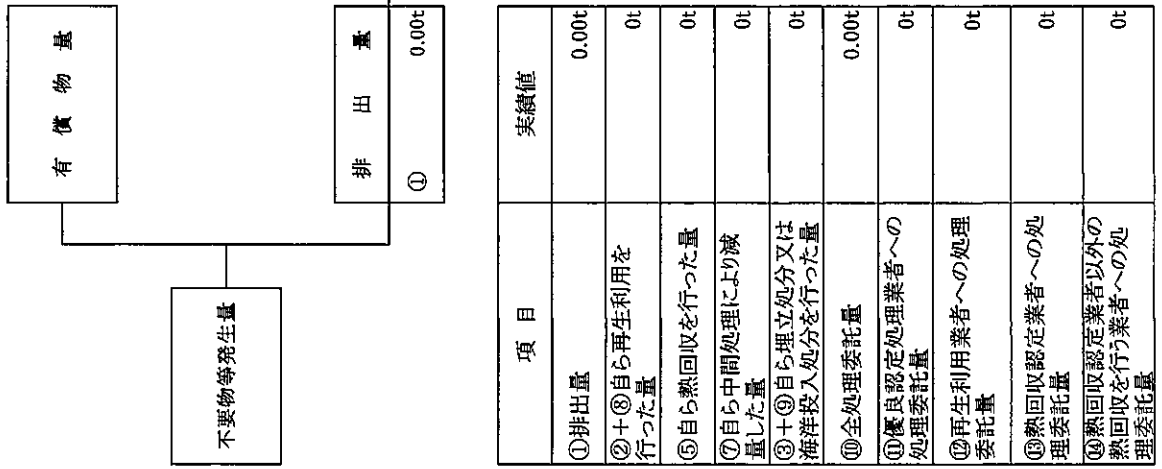 有 償 物 量
不要物等発生量
排 出 量
① 0.00t
項 目 実績値
①排出量 0.00t
②+⑧自ら再生利用を
行った量 0t
⑤自ら熱回収を行った量 0t
⑦自ら中間処理により減
量した量 0t
③+⑨自ら埋立処分又は
海洋投入処分を行った量 0t
⑩全処理委託量 0.00t
⑪優良認定処理業者への
処理委託量 0t
⑫再生利用業者への処理
委託量 0t
⑬熱回収認定業者への処
理委託量 0t
⑭熱回収認定業者以外の
熱回収を行う業者への処
理委託量 0t